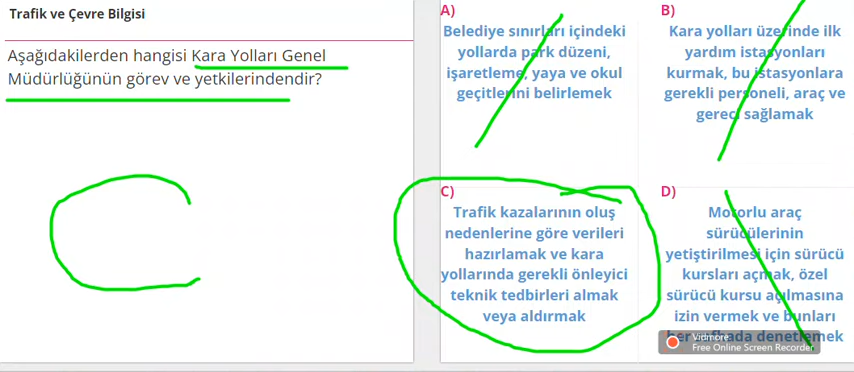 Trafik ve Çevre Bilgisi
Aşağıdakilerden hangisi Kara Yolları Genel
Müdürlüğünün görev ve yetkilerindendir?
A)
Belediye sınırları içindeki
yollarda park düzeni,
işaretleme, yaya ve okul
geçitlerini belirlemek
B)
Kara yolları üzerinde ilk
yardım istasyonları
kurmak, bu istasyonlara
gerekli personeli, araç ve
gereci sağlamak
C)
Trafik kazalarının oluş
nedenlerine göre verileri
hazırlamak ve kara
yollarında gerekli önleyici
teknik tedbirleri almak
veya aldırmak
D)
Motorlu araç
sürücülerinin
yetiştirilmesi için sürücü
kursları açmak, özel
sürücü kursu açılmasına
izin vermek ve bunları
her safhada denetlemek
Vidmore
Free Online Screen Recorder